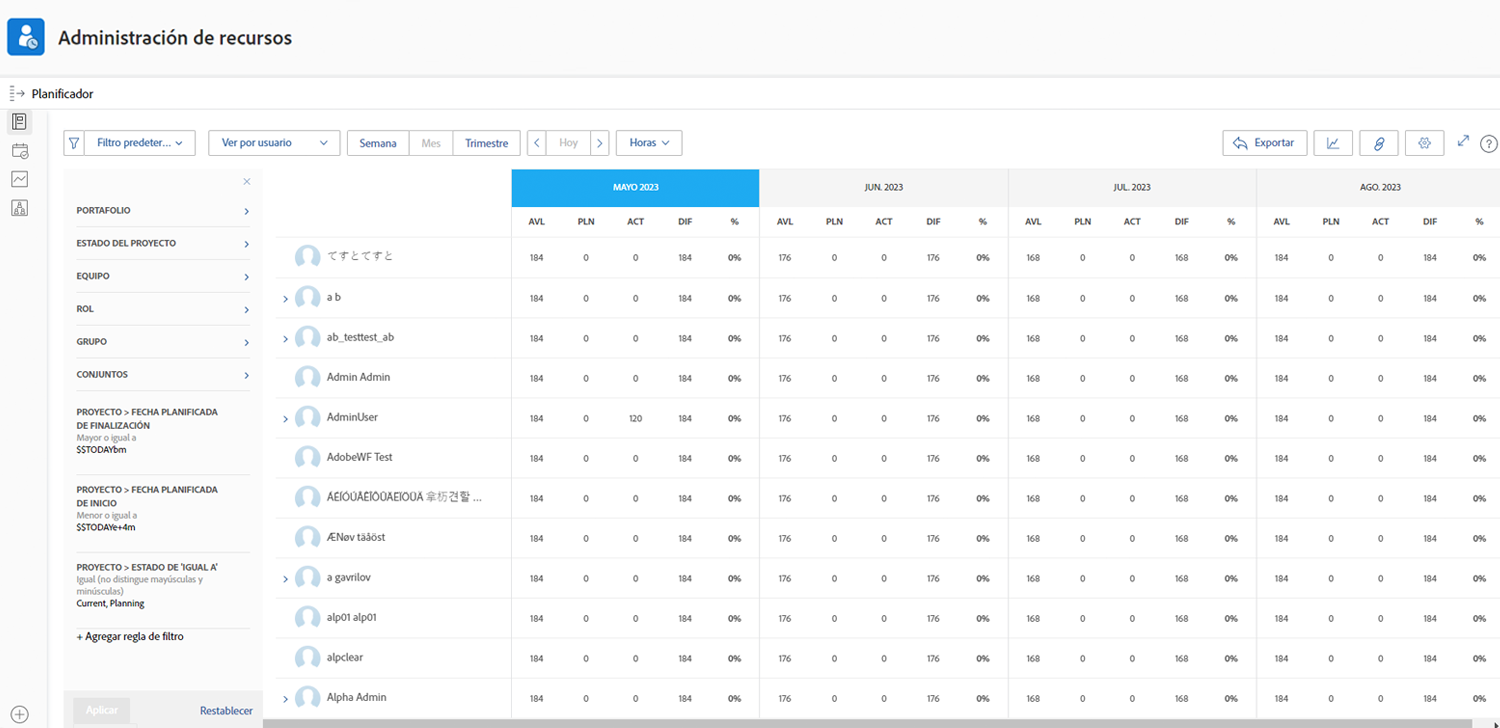 Administración de recursos
Planificador
Filtro predeter... Ver por usuario Semana Mes Trimestre Hoy Horas Exportar ?
MAYO 2023 JUN. 2023 JUL. 2023 AGO. 2023
AVL PLN ACT DIF % AVL PLN ACT DIF % AVL PLN ACT DIF % AVL PLN ACT DIF %
PORTAFOLIO
ESTADO DEL PROYECTO
EQUIPO
ROL
GRUPO
CONJUNTOS
PROYECTO > FECHA PLANIFICADA
DE FINALIZACIÓN
Mayor o igual a
$$TODAYbm
PROYECTO > FECHA PLANIFICADA
DE INICIO
Menor o igual a
$$TODAYe+4m
PROYECTO > ESTADO DE 'IGUAL A'
Igual (no distingue mayúsculas y
minúsculas)
Current, Planning
+ Agregar regla de filtro
Aplicar Restablecer
てすとてすと 184 0 0 184 0% 176 0 0 176 0% 168 0 0 168 0% 184 0 0 184 0%
a b 184 0 0 184 0% 176 0 0 176 0% 168 0 0 168 0% 184 0 0 184 0%
ab_testtest_ab 184 0 0 184 0% 176 0 0 176 0% 168 0 0 168 0% 184 0 0 184 0%
Admin Admin 184 0 0 184 0% 176 0 0 176 0% 168 0 0 168 0% 184 0 0 184 0%
AdminUser 184 0 120 184 0% 176 0 0 176 0% 168 0 0 168 0% 184 0 0 184 0%
AdobeWF Test 184 0 0 184 0% 176 0 0 176 0% 168 0 0 168 0% 184 0 0 184 0%
184 0 0 184 0% 176 0 0 176 0% 168 0 0 168 0% 184 0 0 184 0%
ÆNøv täåöst 184 0 0 184 0% 176 0 0 176 0% 168 0 0 168 0% 184 0 0 184 0%
a gavrilov 184 0 0 184 0% 176 0 0 176 0% 168 0 0 168 0% 184 0 0 184 0%
alp01 alp01 184 0 0 184 0% 176 0 0 176 0% 168 0 0 168 0% 184 0 0 184 0%
alpclear 184 0 0 184 0% 176 0 0 176 0% 168 0 0 168 0% 184 0 0 184 0%
Alpha Admin 184 0 0 184 0% 176 0 0 176 0% 168 0 0 168 0% 184 0 0 184 0%